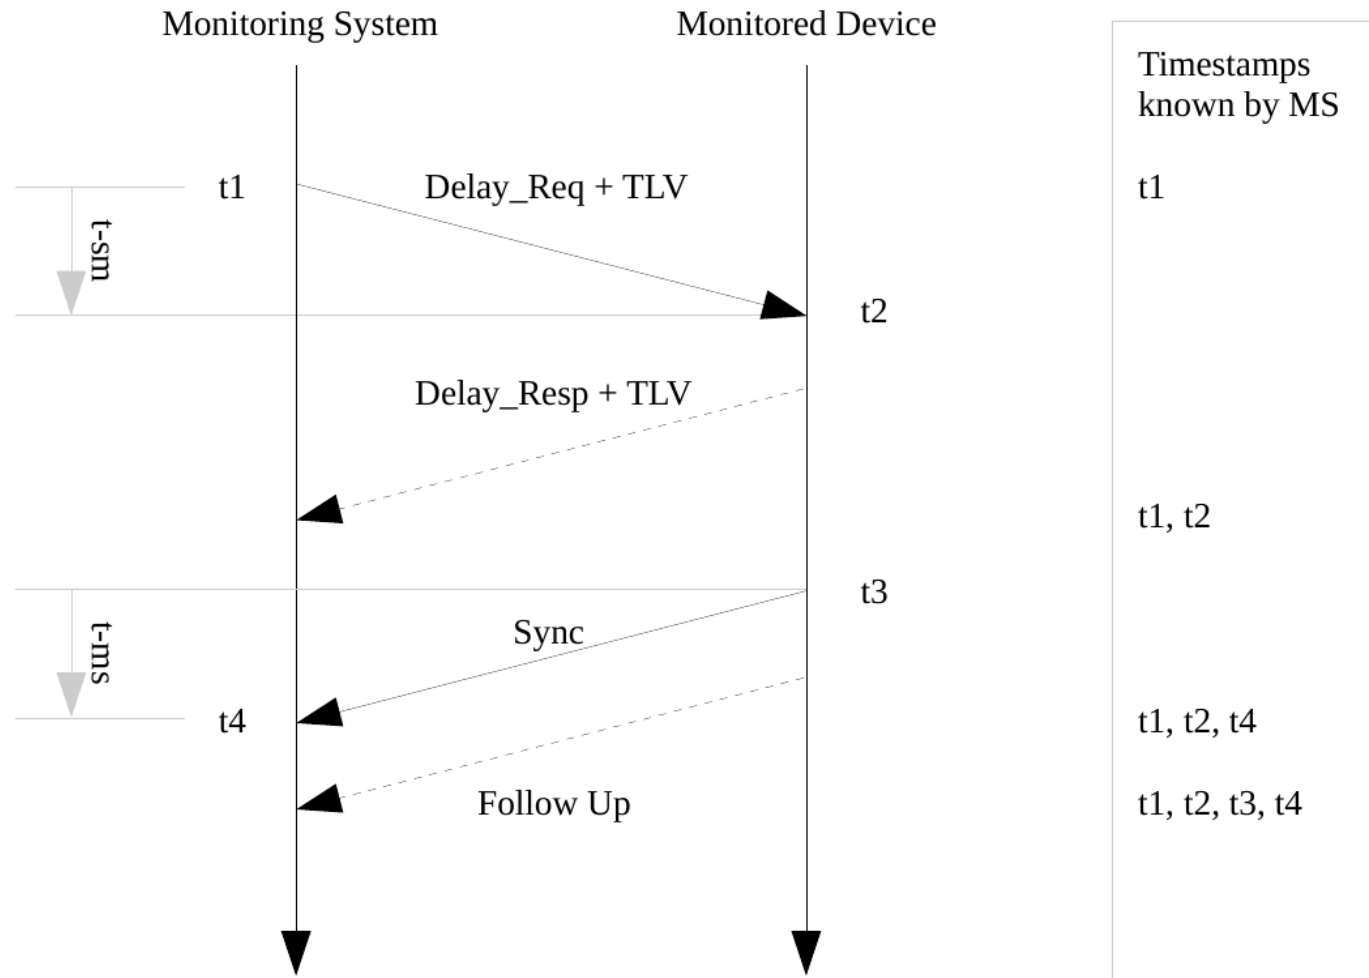 Monitoring System
Monitored Device
Timestamps
known by MS
t1
Delay_Req + TLV
t1
t-sm
t2
Delay_Resp + TLV
t1, t2
t3
t-ms
Sync
t4
t1, t2, t4
Follow Up
t1, t2, t3, t4